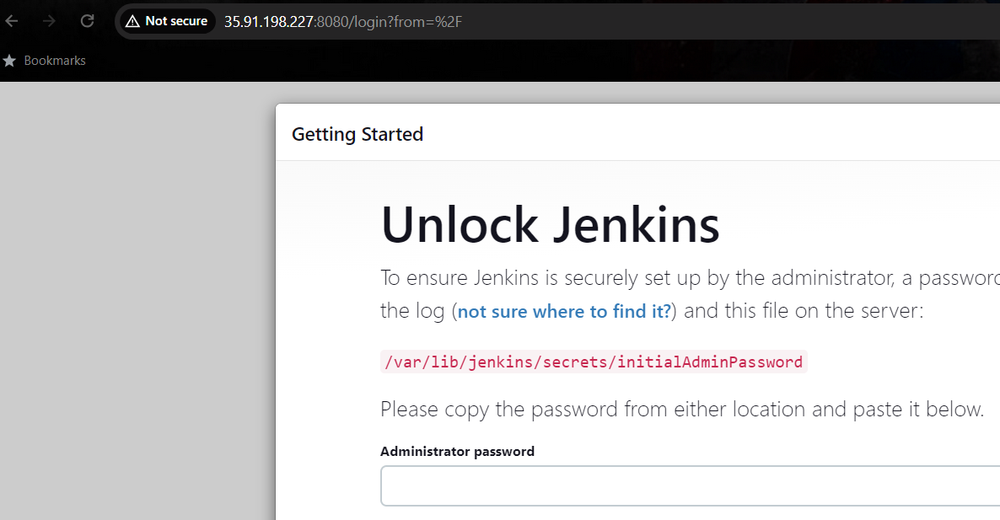 Not secure 35.91.198.227:8080/login?from=%2F
Bookmarks
Getting Started
Unlock Jenkins
To ensure Jenkins is securely set up by the administrator, a password
the log (not sure where to find it?) and this file on the server:
/var/lib/jenkins/secrets/initialAdminPassword
Please copy the password from either location and paste it below.
Administrator password